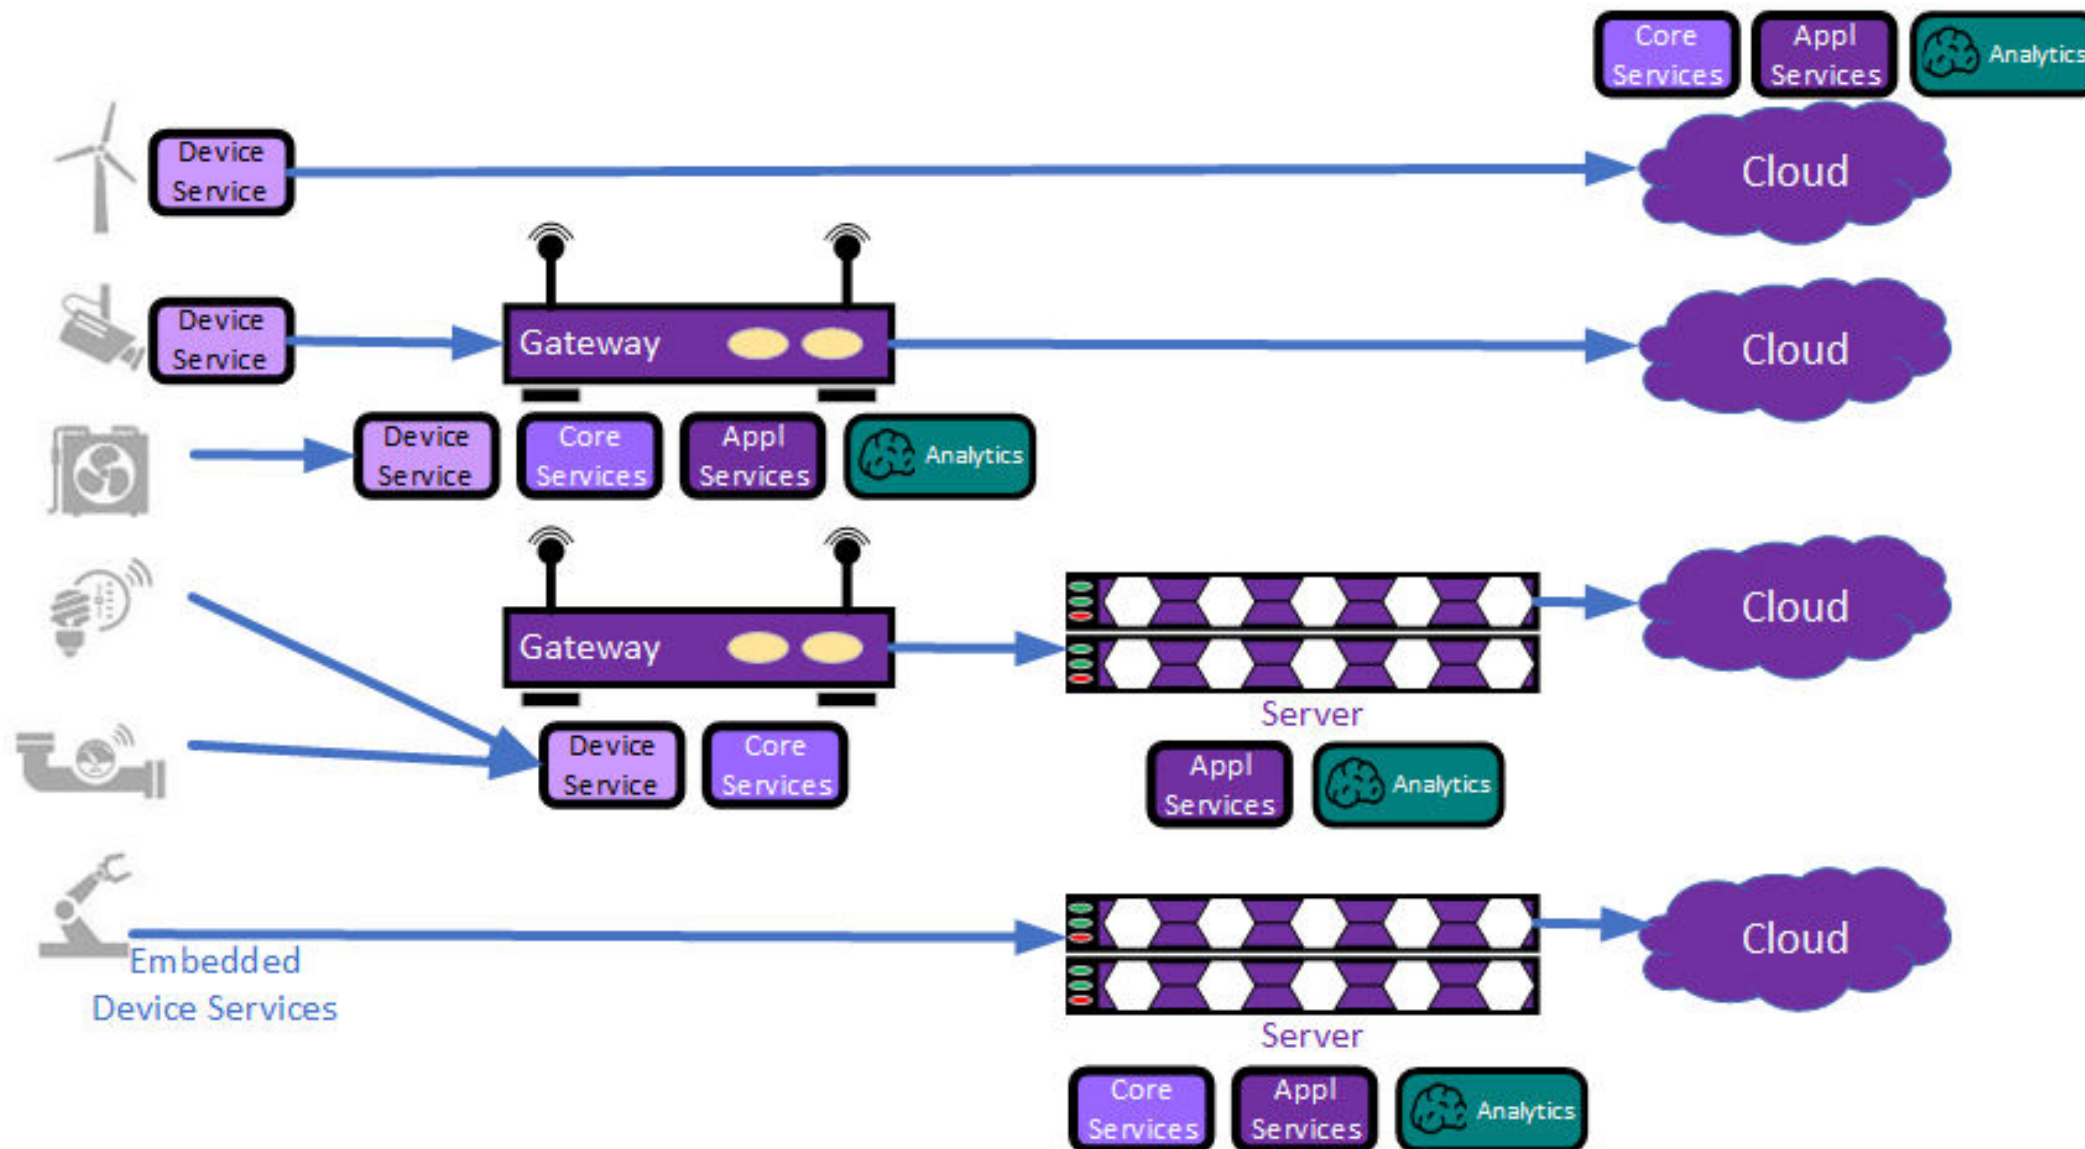 Core
Services
Appl
Services
Analytics
Device
Service
Cloud
Device
Service
Gateway
Cloud
Device
Service
Core
Services
Appl
Services
Analytics
Gateway
Cloud
Server
Device
Service
Core
Services
Appl
Services
Analytics
Embedded
Device Services
Cloud
Server
Core
Services
Appl
Services
Analytics